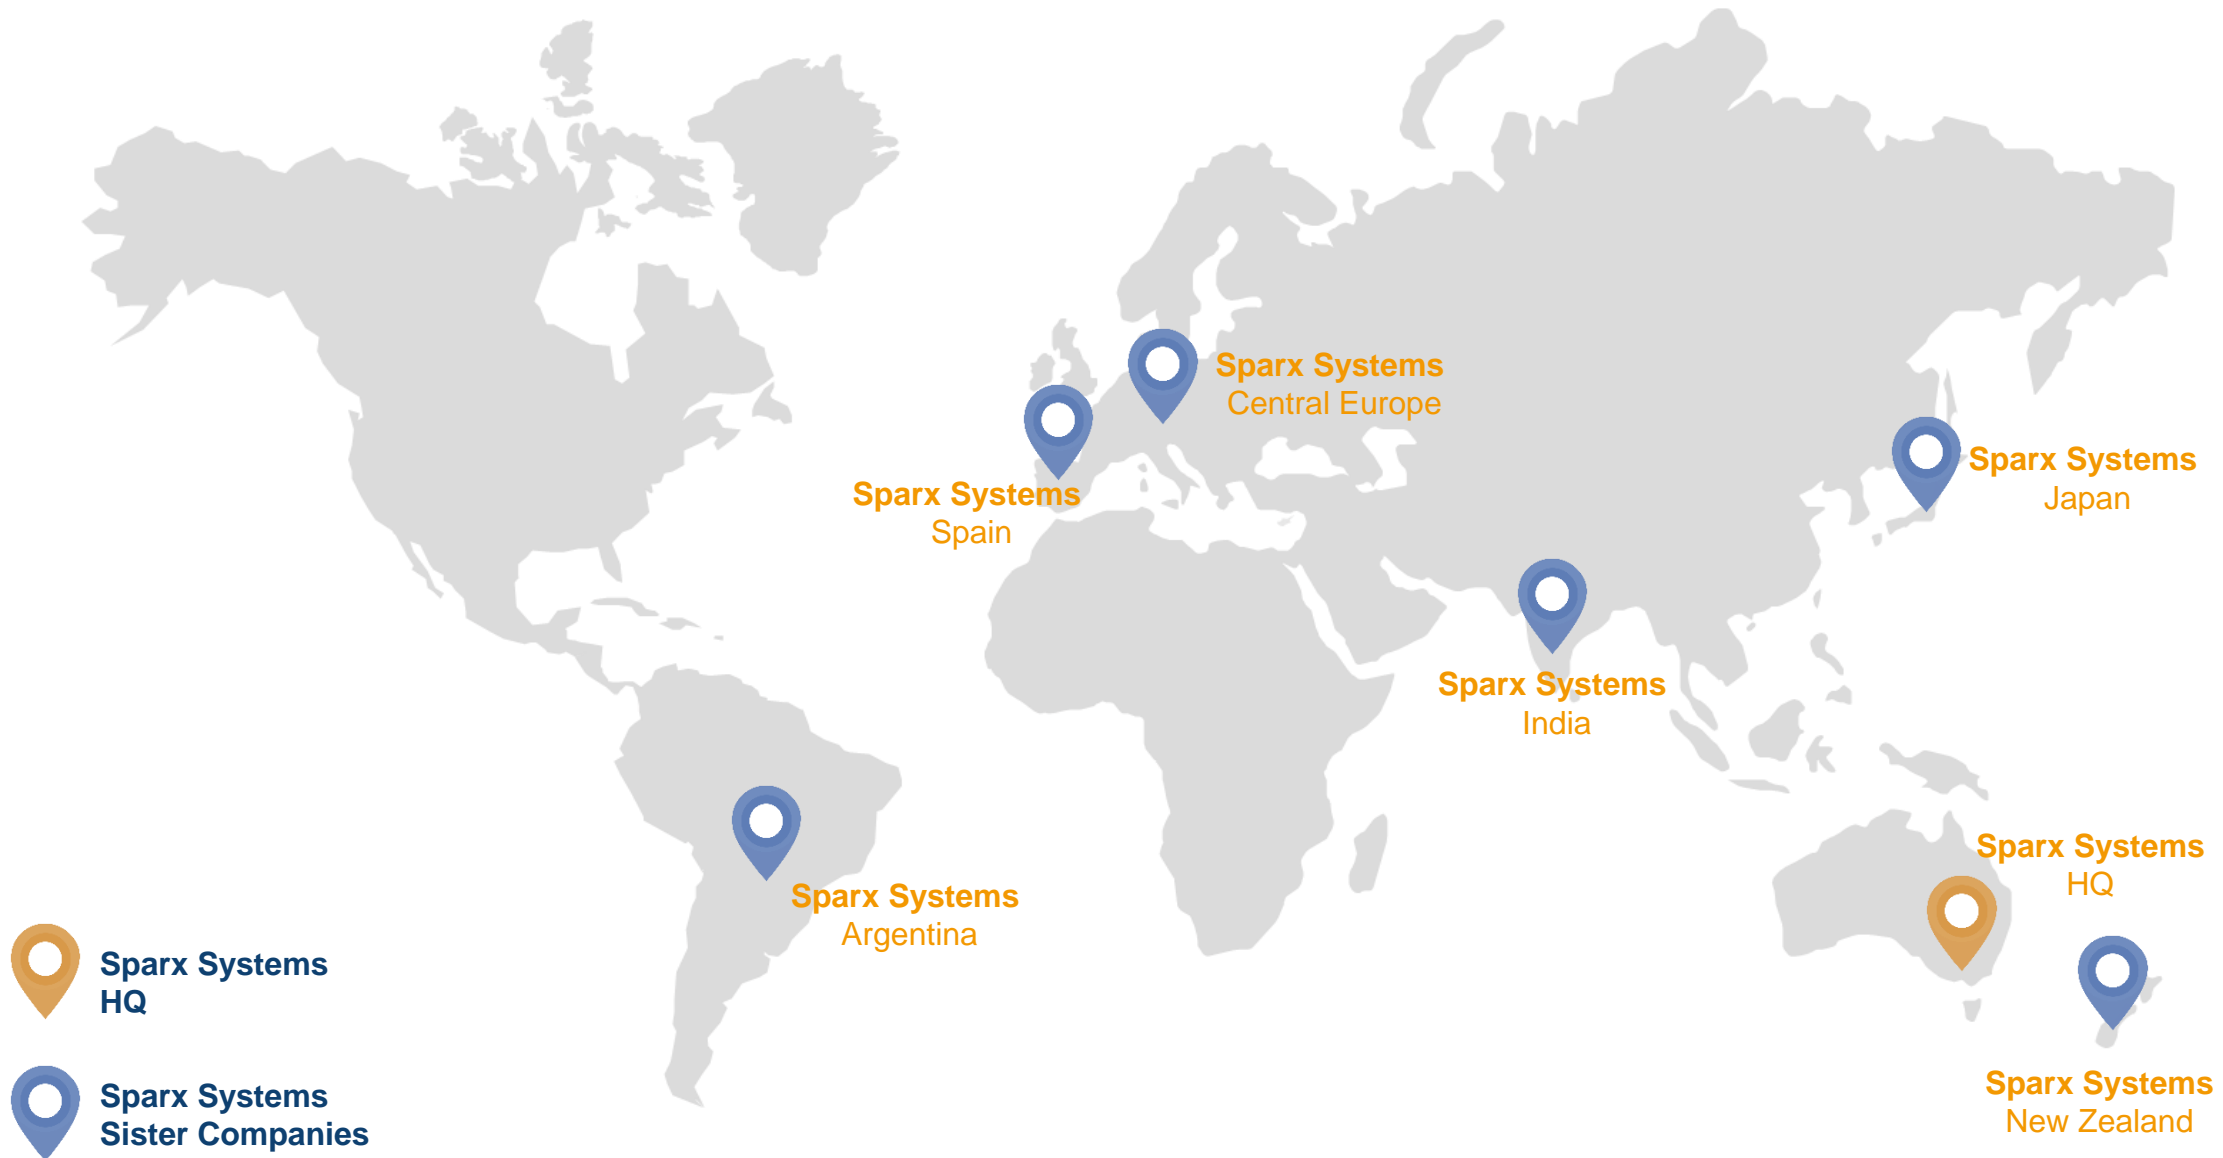 Sparx Systems
Central Europe
Sparx Systems
Japan
Sparx Systems
Spain
Sparx Systems
India
Sparx Systems
HQ
Sparx Systems
Argentina
Sparx Systems
HQ
Sparx Systems
New Zealand
Sparx Systems
Sister Companies